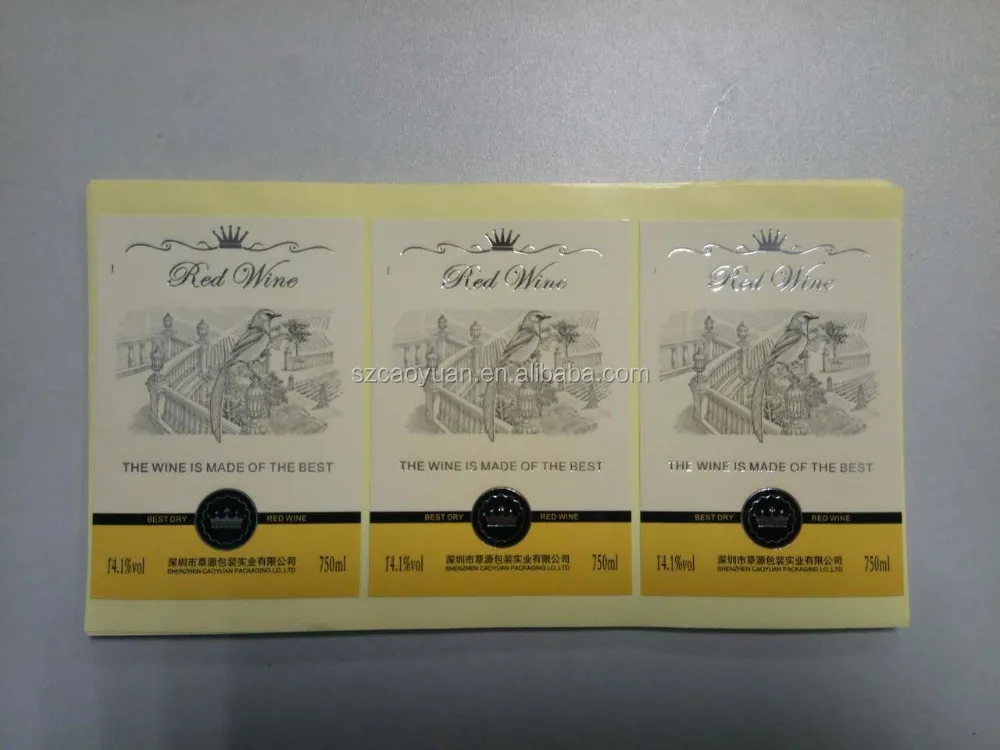 Red Wine
THE WINE IS MADE OF THE BEST
BEST DRY RED WINE
14.1%vol 深圳市草源包装实业有限公司 750ml
SHENZHEN CAOYUAN PACKAGING I.O.,LTD
Red Wine
THE WINE IS MADE OF THE BEST
BEST DRY RED WINE
14.1%vol 深圳市草源包装实业有限公司 750ml
SHENZHEN CAOYUAN PACKAGING I.O.,LTD
Red Wine
THE WINE IS MADE OF THE BEST
BEST DRY RED WINE
14.1%vol 深圳市草源包装实业有限公司 750ml
SHENZHEN CAOYUAN PACKAGING I.O.,LTD
szcaoyuan.en.alibaba.com